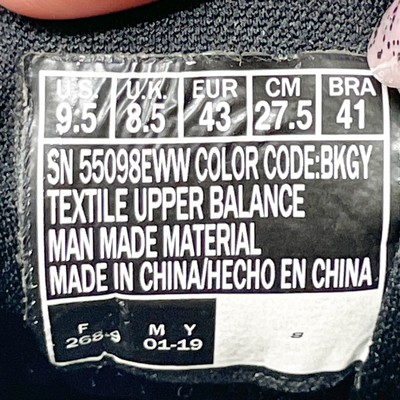 U.S. U.K. EUR CM BRA
9.5 8.5 43 27.5 41
SN 55098EWW COLOR CODE:BKGY
TEXTILE UPPER BALANCE
MAN MADE MATERIAL
MADE IN CHINA/HECHO EN CHINA
F M Y
01-19